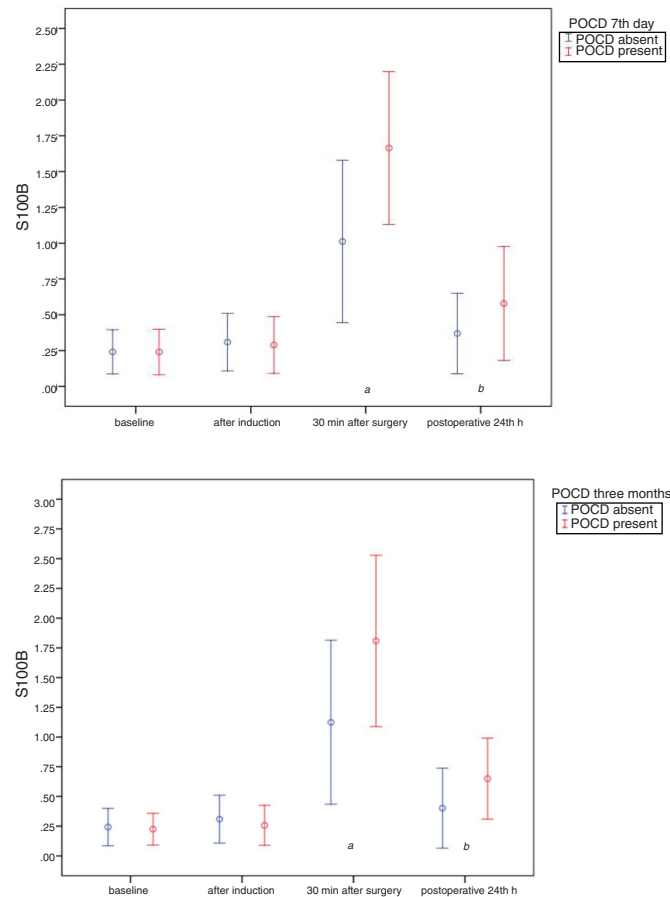 POCD 7th day
POCD absent
POCD present
2.50
2.25
2.00
1.75
1.50
1.25
1.00
.75
.50
.25
.00
S100B
a
b
baseline
after induction
30 min after surgery
postoperative 24th h
POCD three months
POCD absent
POCD present
3.00
2.75
2.50
2.25
2.00
1.75
1.50
1.25
1.00
.75
.50
.25
.00
S100B
a
b
baseline
after induction
30 min after surgery
postoperative 24th h